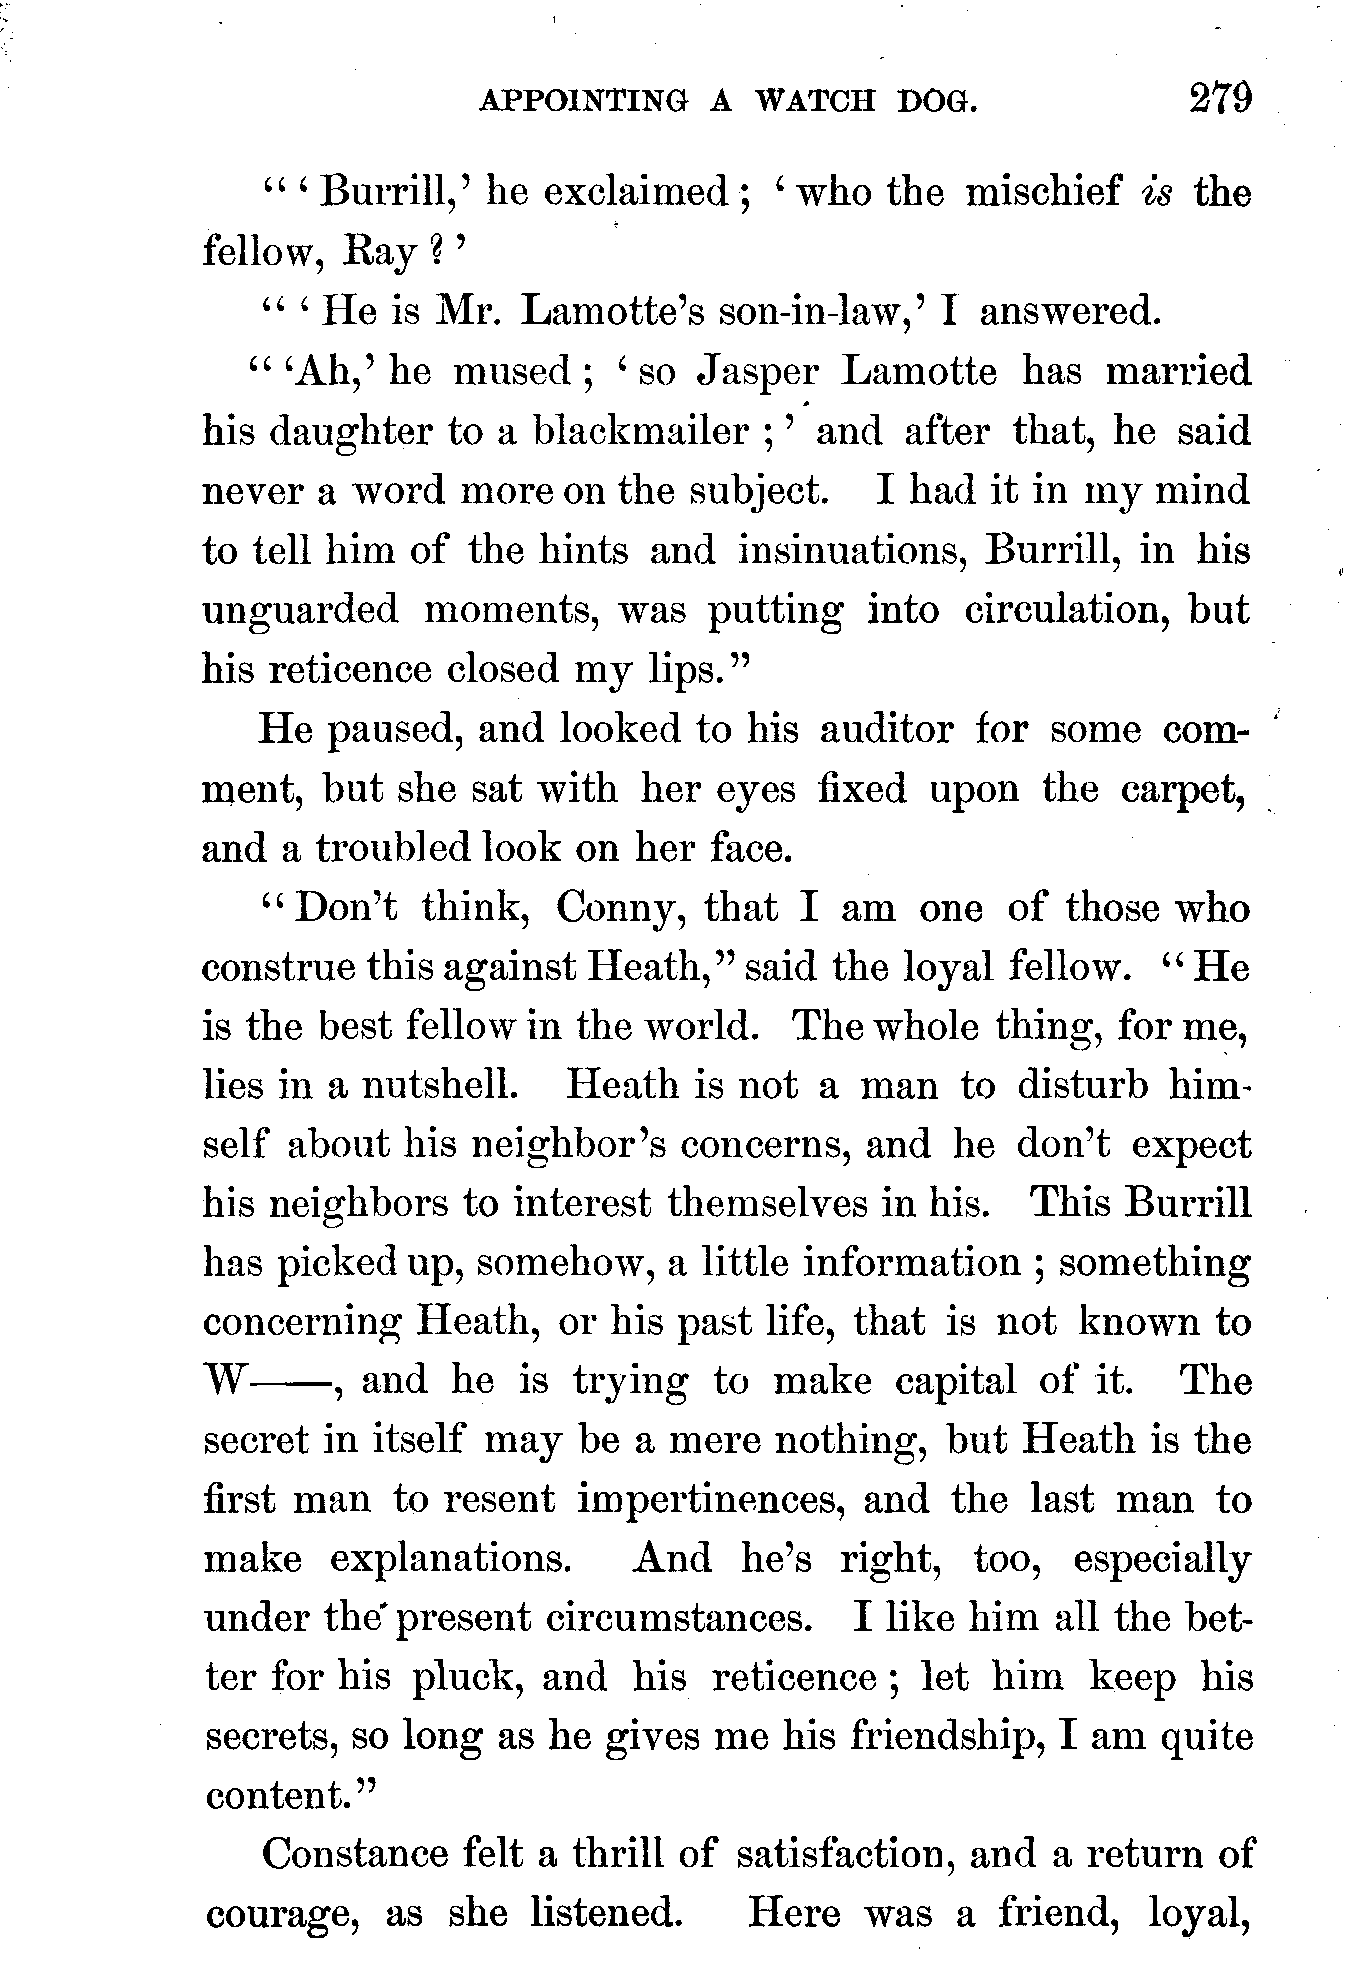 APPOINTING A WATCH DOG. 279
“ ‘ Burrill,’ he exclaimed ; ‘ who the mischief is the
fellow, Ray ? ’
“ ‘ He is Mr. Lamotte’s son-in-law,’ I answered.
“ ‘Ah,’ he mused ; ‘ so Jasper Lamotte has married
his daughter to a blackmailer ; ’ and after that, he said
never a word more on the subject. I had it in my mind
to tell him of the hints and insinuations, Burrill, in his
unguarded moments, was putting into circulation, but
his reticence closed my lips.”
He paused, and looked to his auditor for some com-
ment, but she sat with her eyes fixed upon the carpet,
and a troubled look on her face.
“ Don’t think, Conny, that I am one of those who
construe this against Heath,” said the loyal fellow. “ He
is the best fellow in the world. The whole thing, for me,
lies in a nutshell. Heath is not a man to disturb him-
self about his neighbor’s concerns, and he don’t expect
his neighbors to interest themselves in his. This Burrill
has picked up, somehow, a little information ; something
concerning Heath, or his past life, that is not known to
W——, and he is trying to make capital of it. The
secret in itself may be a mere nothing, but Heath is the
first man to resent impertinences, and the last man to
make explanations. And he’s right, too, especially
under the present circumstances. I like him all the bet-
ter for his pluck, and his reticence ; let him keep his
secrets, so long as he gives me his friendship, I am quite
content.”
Constance felt a thrill of satisfaction, and a return of
courage, as she listened. Here was a friend, loyal,